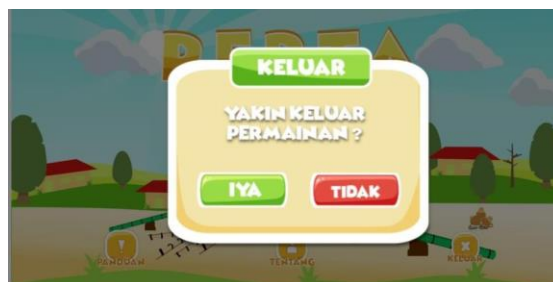 KELUAR
YAKIN KELUAR
PERMAINAN ?
IYA
TIDAK
PANDUAN
TENTANG
KELUAR